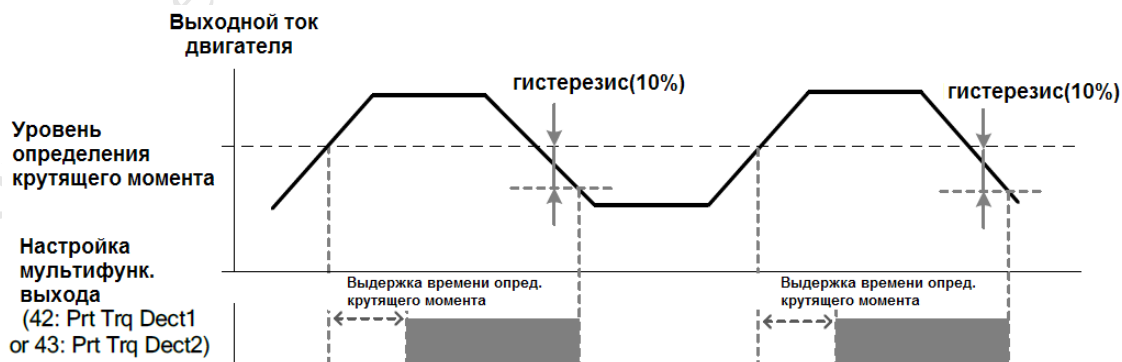 Выходной ток
двигателя
гистерезис(10%)
гистерезис(10%)
Уровень
определения
крутящего момента
Настройка
мультифунк.
выхода
(42: Prt Trq Dect1
or 43: Prt Trq Dect2)
Выдержка времени опред.
крутящего момента
Выдержка времени опред.
крутящего момента